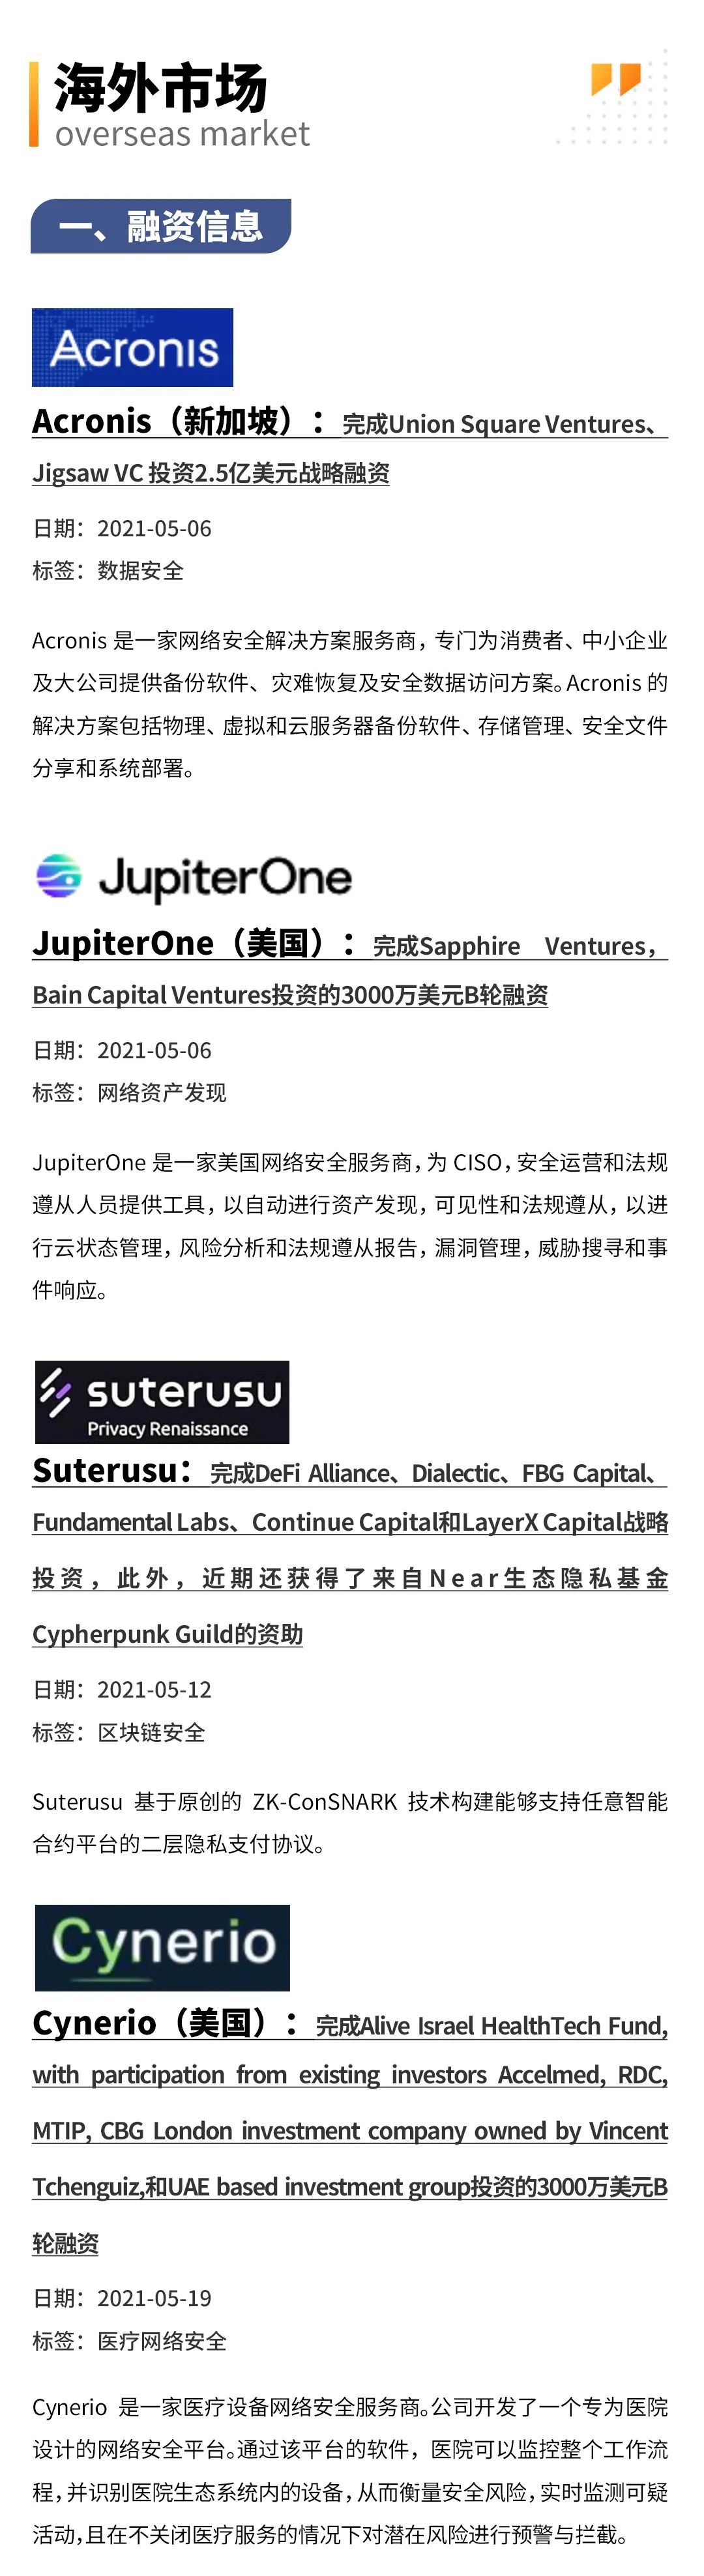 海外市场
overseas market
一、融资信息
Acronis
Acronis（新加坡）：完成Union Square Ventures、
Jigsaw VC 投资2.5亿美元战略融资
日期：2021-05-06
标签：数据安全
Acronis 是一家网络安全解决方案服务商，专门为消费者、中小企业
及大公司提供备份软件、灾难恢复及安全数据访问方案。Acronis 的
解决方案包括物理、虚拟和云服务器备份软件、存储管理、安全文件
分享和系统部署。
JupiterOne
JupiterOne（美国）：完成Sapphire Ventures，
Bain Capital Ventures投资的3000万美元B轮融资
日期：2021-05-06
标签：网络资产发现
JupiterOne 是一家美国网络安全服务商，为 CISO，安全运营和法规
遵从人员提供工具，以自动进行资产发现，可见性和法规遵从，以进
行云状态管理，风险分析和法规遵从报告，漏洞管理，威胁搜寻和事
件响应。
suterusu
Privacy Renaissance
Suterusu：完成DeFi Alliance、Dialectic、FBG Capital、
Fundamental Labs、Continue Capital和LayerX Capital战略
投资，此外，近期还获得了来自Near生态隐私基金
Cypherpunk Guild的资助
日期：2021-05-12
标签：区块链安全
Suterusu 基于原创的 ZK-ConSNARK 技术构建能够支持任意智能
合约平台的二层隐私支付协议。
Cynerio
Cynerio（美国）：完成Alive Israel HealthTech Fund,
with participation from existing investors Accelmed, RDC,
MTIP, CBG London investment company owned by Vincent
Tchenguiz,和UAE based investment group投资的3000万美元B
轮融资
日期：2021-05-19
标签：医疗网络安全
Cynerio 是一家医疗设备网络安全服务商。公司开发了一个专为医院
设计的网络安全平台。通过该平台的软件，医院可以监控整个工作流
程，并识别医院生态系统内的设备，从而衡量安全风险，实时监测可疑
活动，且在不关闭医疗服务的情况下对潜在风险进行预警与拦截。